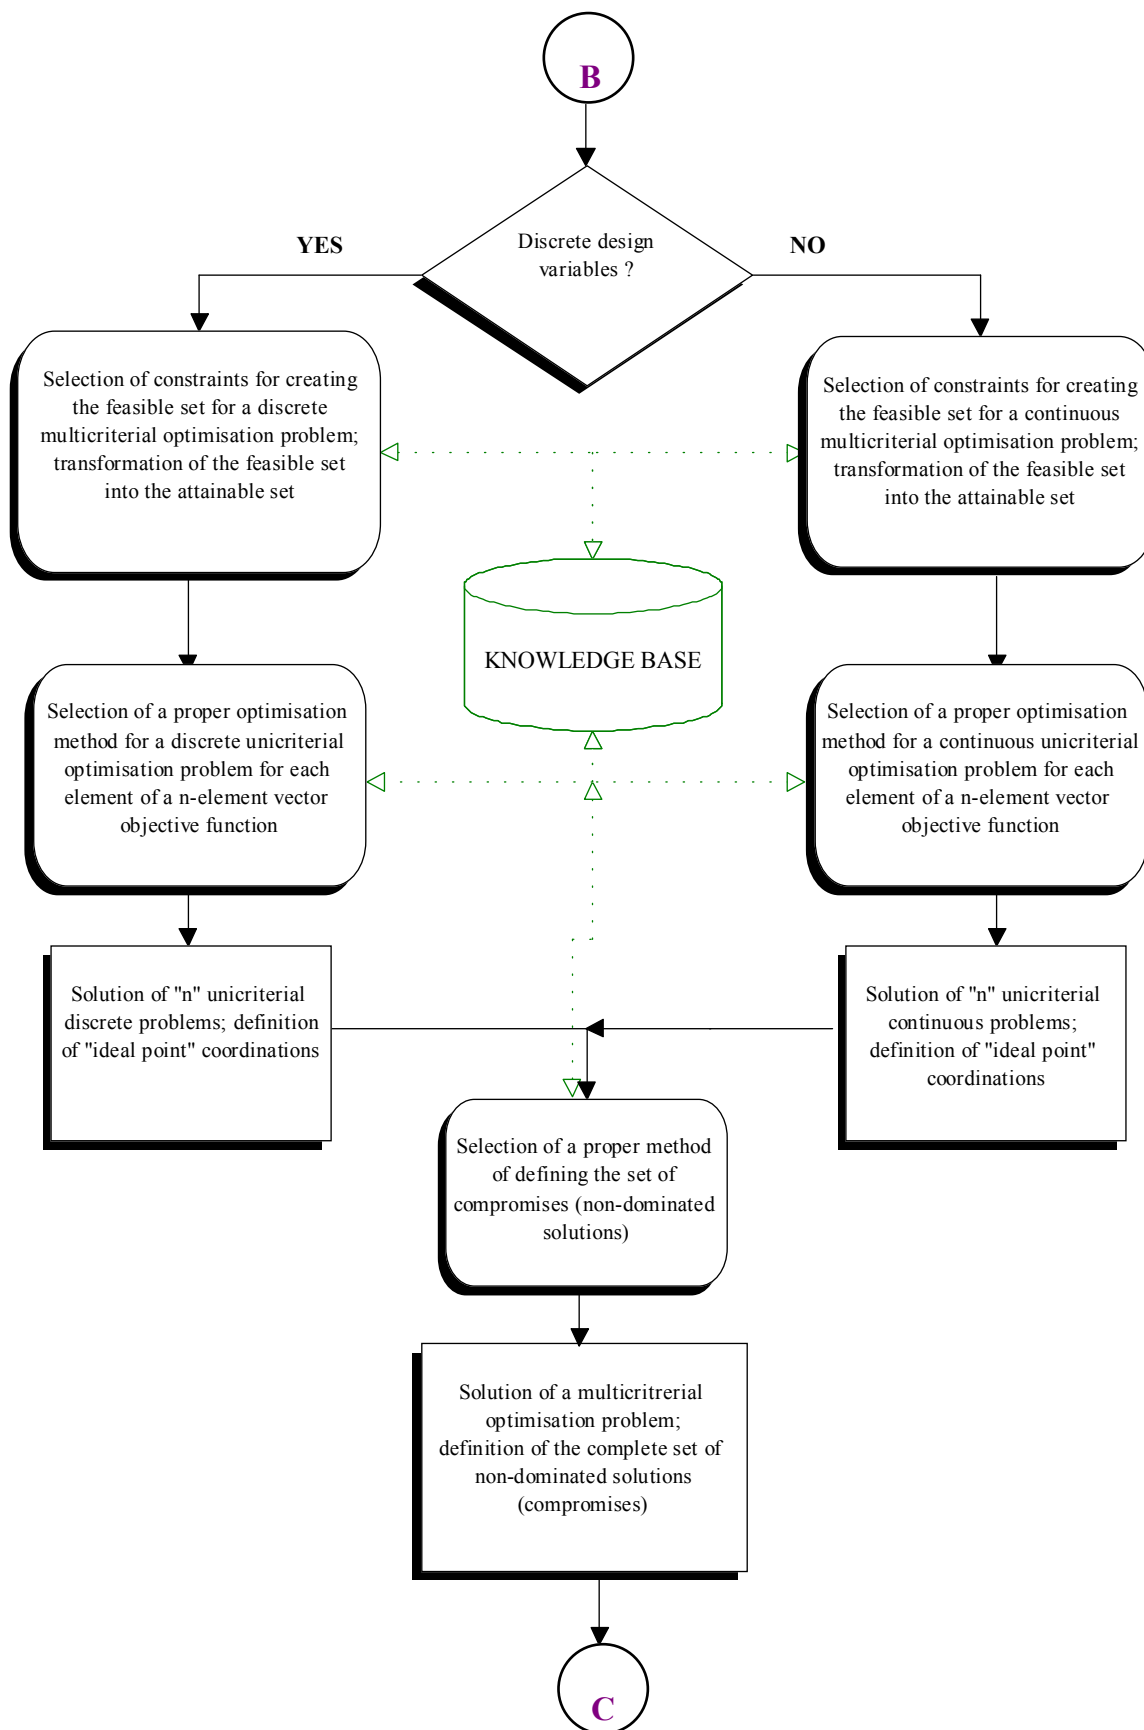 B
Discrete design
variables ?
YES
NO
Selection of constraints for creating
the feasible set for a discrete
multicriterial optimisation problem;
transformation of the feasible set
into the attainable set
Selection of constraints for creating
the feasible set for a continuous
multicriterial optimisation problem;
transformation of the feasible set
into the attainable set
KNOWLEDGE BASE
Selection of a proper optimisation
method for a discrete unicriterial
optimisation problem for each
element of a n-element vector
objective function
Selection of a proper optimisation
method for a continuous unicriterial
optimisation problem for each
element of a n-element vector
objective function
Solution of "n" unicriterial
discrete problems; definition
of "ideal point" coordinations
Solution of "n" unicriterial
continuous problems;
definition of "ideal point"
coordinations
Selection of a proper method
of defining the set of
compromises (non-dominated
solutions)
Solution of a multicritrerial
optimisation problem;
definition of the complete set of
non-dominated solutions
(compromises)
C